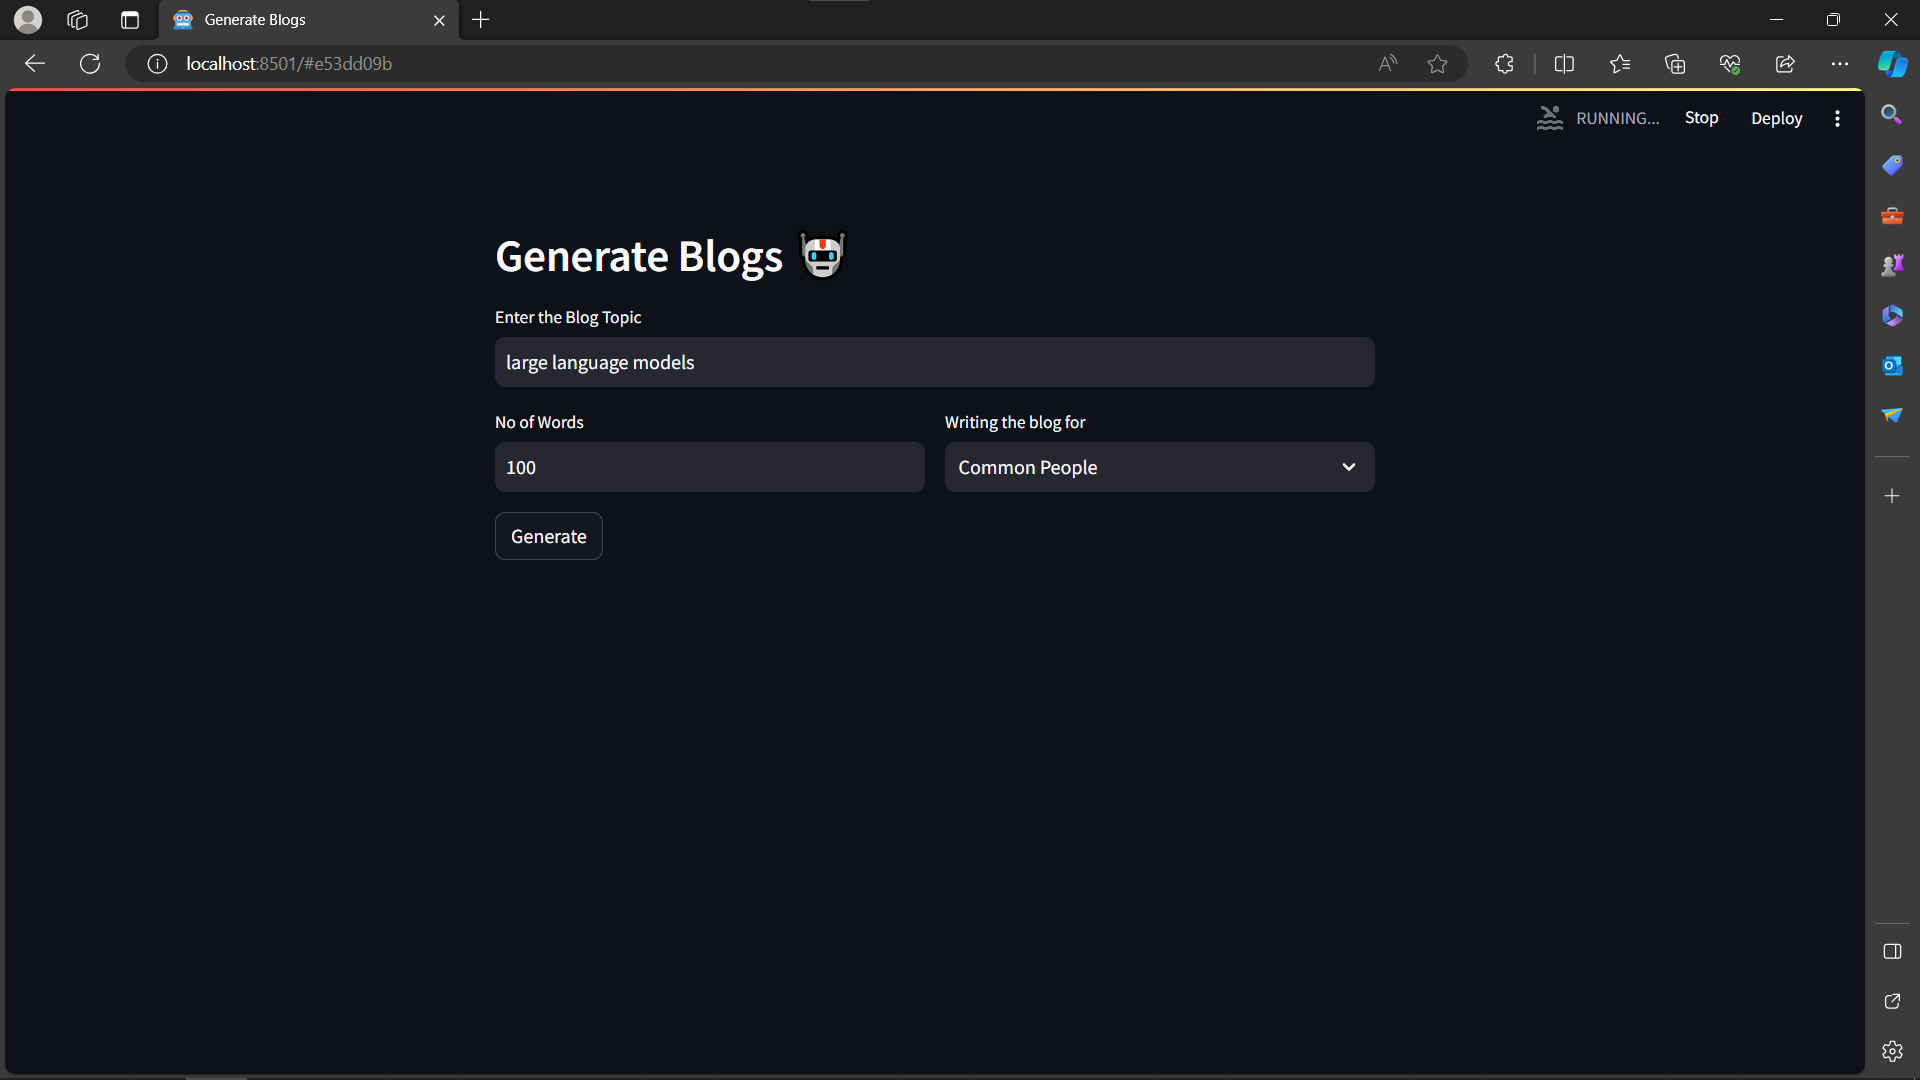 Generate Blogs
localhost:8501/#e53dd09b
RUNNING...
Stop
Deploy
Generate Blogs
Enter the Blog Topic
large language models
No of Words
Writing the blog for
100
Common People
Generate